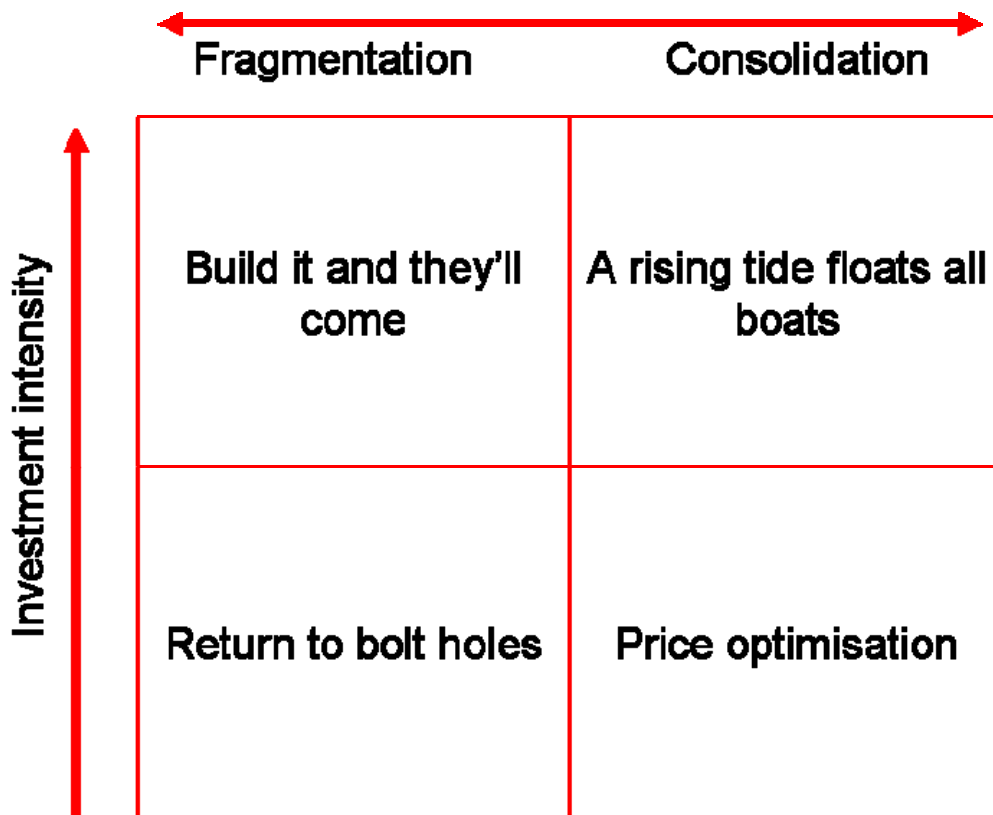 Fragmentation
Consolidation
Investment intensity
Build it and they'll
come
A rising tide floats all
boats
Return to bolt holes
Price optimisation